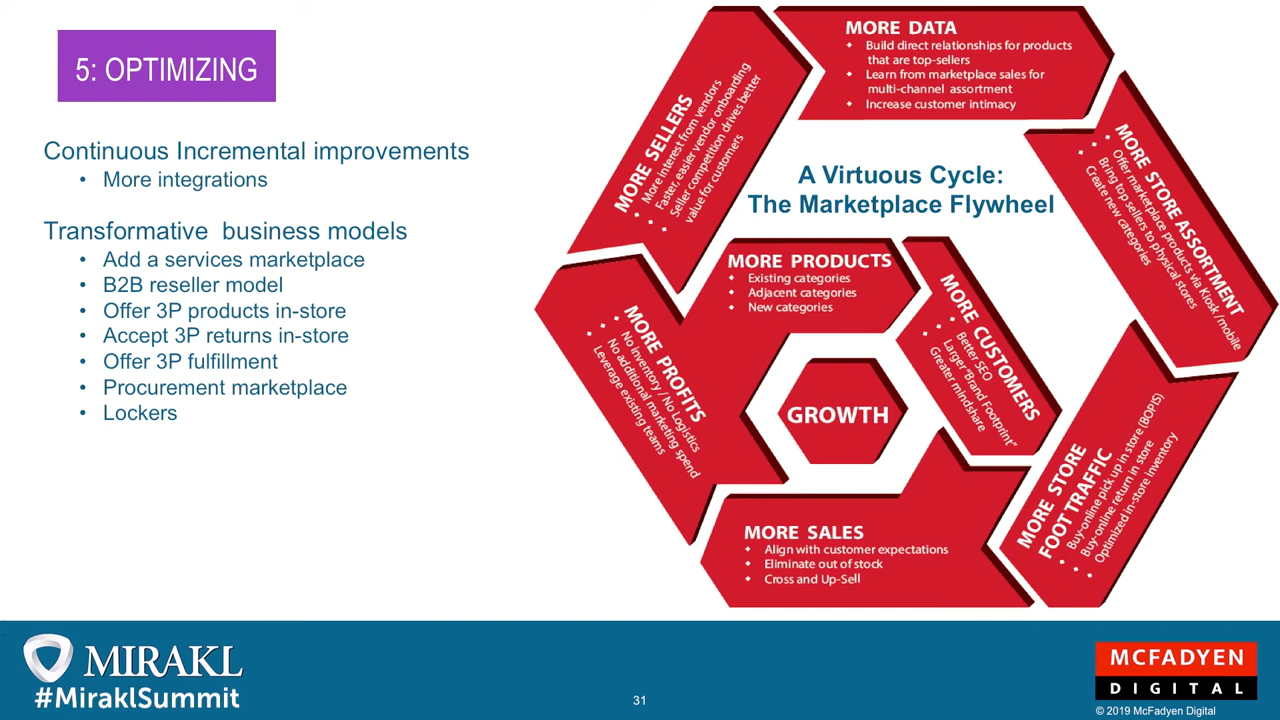 5: OPTIMIZING
Continuous Incremental improvements
• More integrations
Transformative business models
• Add a services marketplace
• B2B reseller model
• Offer 3P products in-store
• Accept 3P returns in-store
• Offer 3P fulfillment
• Procurement marketplace
• Lockers
A Virtuous Cycle:
The Marketplace Flywheel
MORE DATA
Build direct relationships for products
that are top-sellers
Learn from marketplace sales for
multi-channel assortment
Increase customer intimacy
MORE STORE ASSORTMENT
Offer marketplace products via Kiosk / mobile
Bring top sellers to physical stores
Create new categories
MORE STORE
FOOT TRAFFIC
Buy-online pick up in store (BOPIS)
Buy-online return in store
Optimized in-store inventory
MORE SALES
Align with customer expectations
Eliminate out of stock
Cross and Up-Sell
MORE PROFITS
No inventory / No Logistics
No additional marketing spend
Leverage existing teams
MORE SELLERS
More interest from vendors
Faster, easier vendor onboarding
Seller competition drives better
value for customers
MORE PRODUCTS
Existing categories
Adjacent categories
New categories
MORE CUSTOMERS
Better SEO
Larger "Brand Footprint"
Greater mindshare
GROWTH
MIRAKL
#MiraklSummit
31
MCFADYEN
DIGITAL
© 2019 McFadyen Digital